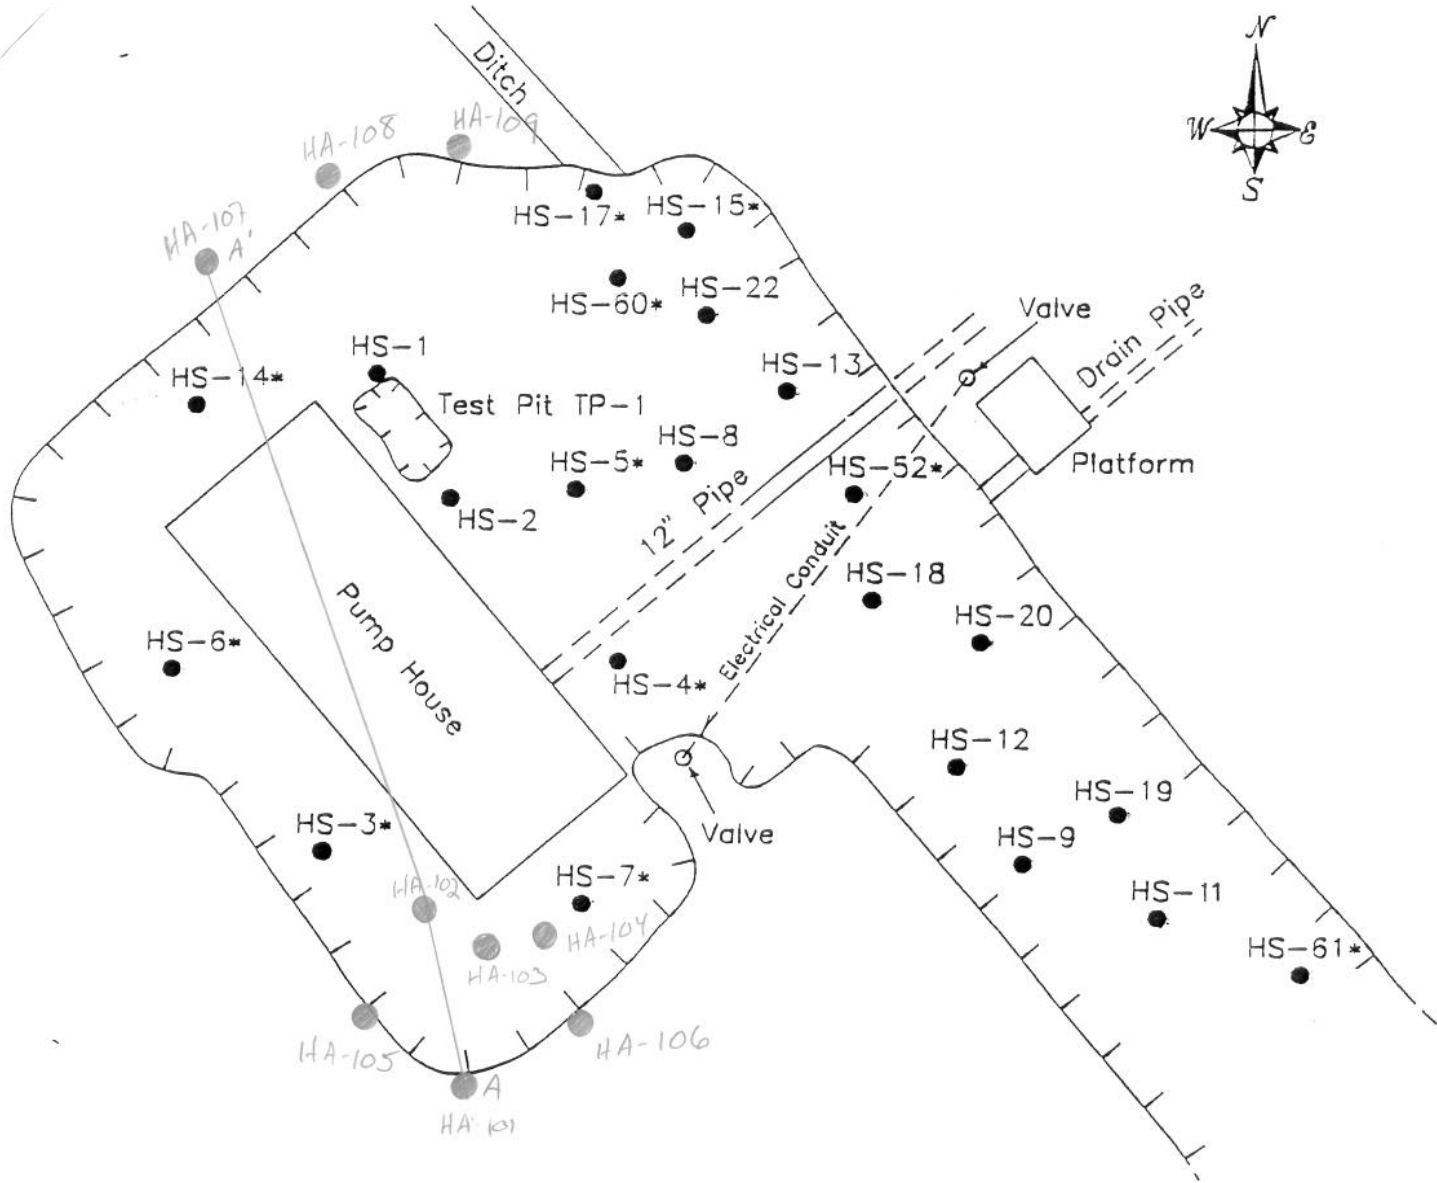 N
W E
S
Ditch
HA-109
HA-108
HS-17*
HS-15*
HA-107
A'
HS-60*
HS-22
Valve
Drain Pipe
HS-1
HS-13
HS-14*
Test Pit TP-1
HS-8
HS-5*
HS-52*
Platform
HS-2
12" Pipe
Electrical Conduit
HS-18
HS-20
Pump House
HS-6*
HS-4*
HS-12
HS-19
HS-3*
Valve
HS-9
HS-7*
HA-102
HS-11
HA-104
HS-61*
HA-103
HA-105
HA-106
A
HA-101